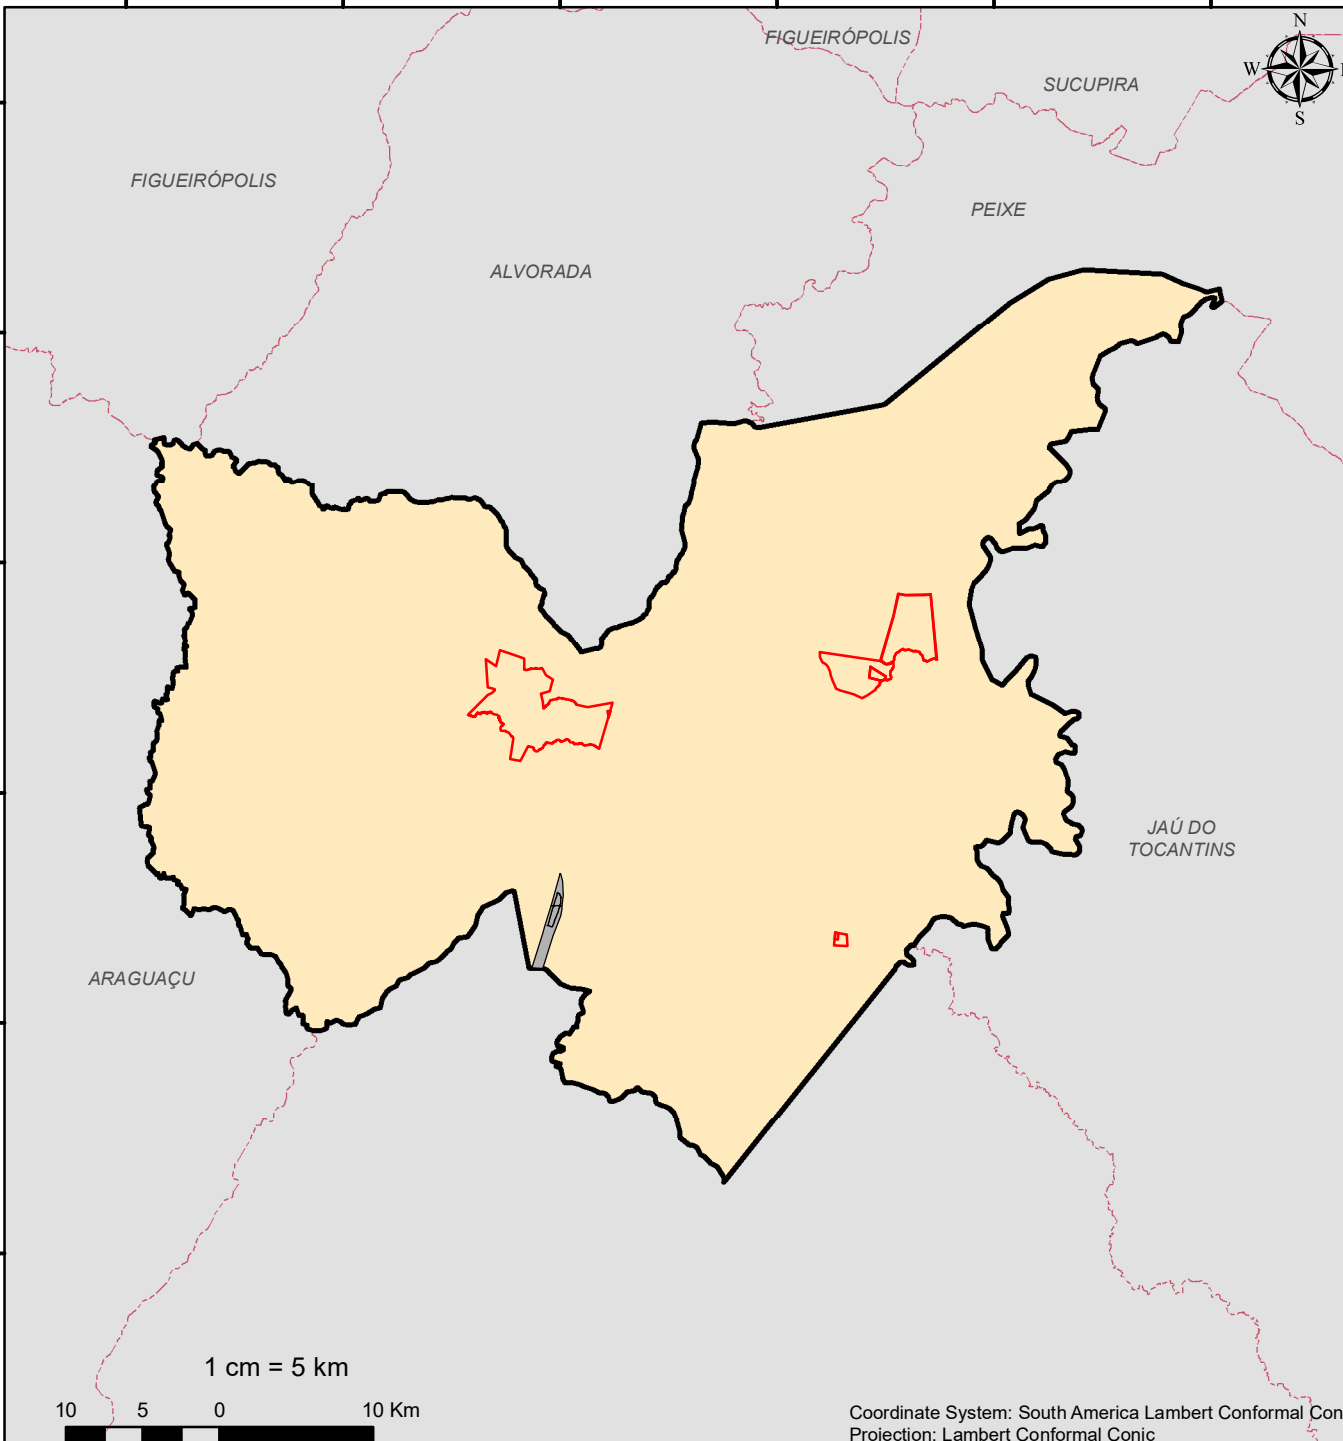 FIGUEIRÓPOLIS
N
W
S
SUCUPIRA
FIGUEIRÓPOLIS
PEIXE
ALVORADA
JAÚ DO
TOCANTINS
ARAGUAÇU
1 cm = 5 km
10 5 0 10 Km
Coordinate System: South America Lambert Conformal Con
Projection: Lambert Conformal Conic